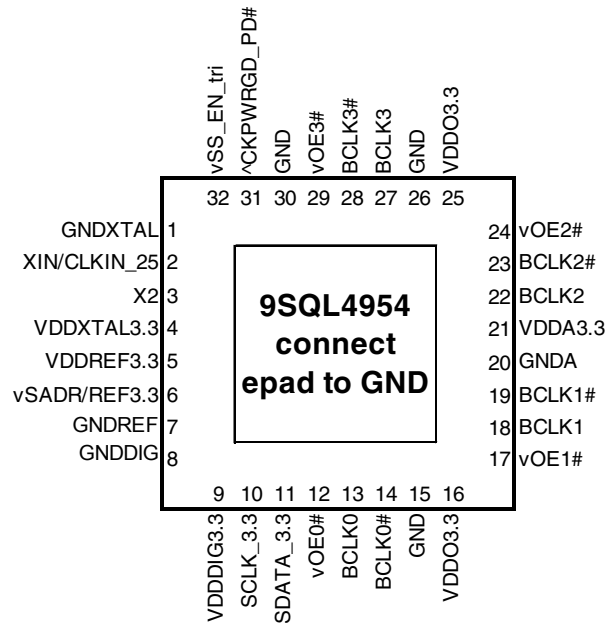 vSS_EN_tri
^CKPWRGD_PD#
GND
vOE3#
BCLK3#
BCLK3
GND
VDDO3.3
32 31 30 29 28 27 26 25
GNDXTAL 1
XIN/CLKIN_25 2
X2 3
VDDXTAL3.3 4
VDDREF3.3 5
vSADR/REF3.3 6
GNDREF 7
GNDDIG 8
9SQL4954
connect
epad to GND
24 vOE2#
23 BCLK2#
22 BCLK2
21 VDDA3.3
20 GNDA
19 BCLK1#
18 BCLK1
17 vOE1#
9 10 11 12 13 14 15 16
VDDDIG3.3
SCLK_3.3
SDATA_3.3
vOE0#
BCLK0
BCLK0#
GND
VDDO3.3